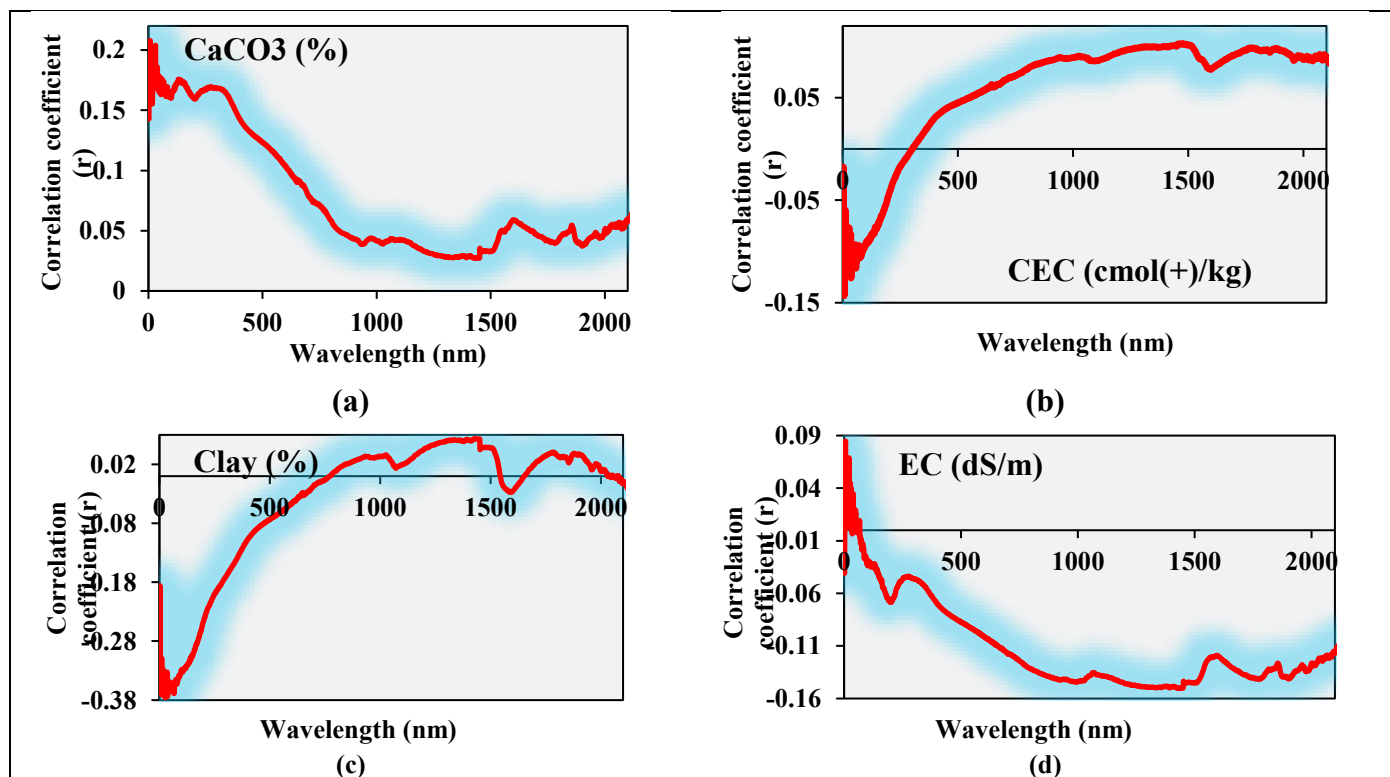 CaCO3 (%)
Correlation coefficient
(r)
0.2
0.15
0.1
0.05
0
0
500
1000
1500
2000
Wavelength (nm)
(a)
CEC (cmol(+)/kg)
Correlation coefficient
(r)
0.05
-0.05
-0.15
0
500
1000
1500
2000
Wavelength (nm)
(b)
Clay (%)
Correlation
coefficient (r)
0.02
-0.08
-0.18
-0.28
-0.38
0
500
1000
1500
2000
Wavelength (nm)
(c)
EC (dS/m)
Correlation
coefficient (r)
0.09
0.04
-0.01
-0.06
-0.11
-0.16
0
500
1000
1500
2000
Wavelength (nm)
(d)